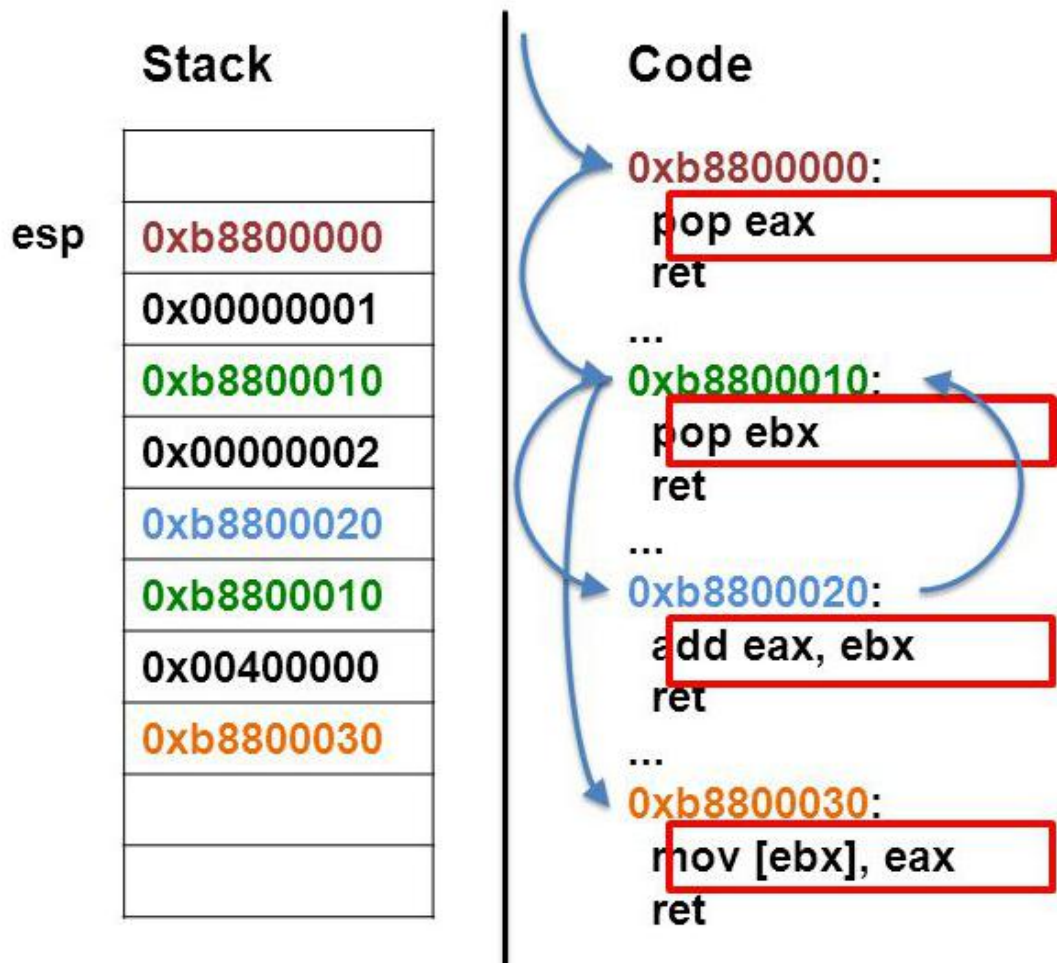 Stack
esp
0xb8800000
0x00000001
0xb8800010
0x00000002
0xb8800020
0xb8800010
0x00400000
0xb8800030
Code
0xb8800000:
pop eax
ret
...
0xb8800010:
pop ebx
ret
...
0xb8800020:
add eax, ebx
ret
...
0xb8800030:
mov [ebx], eax
ret